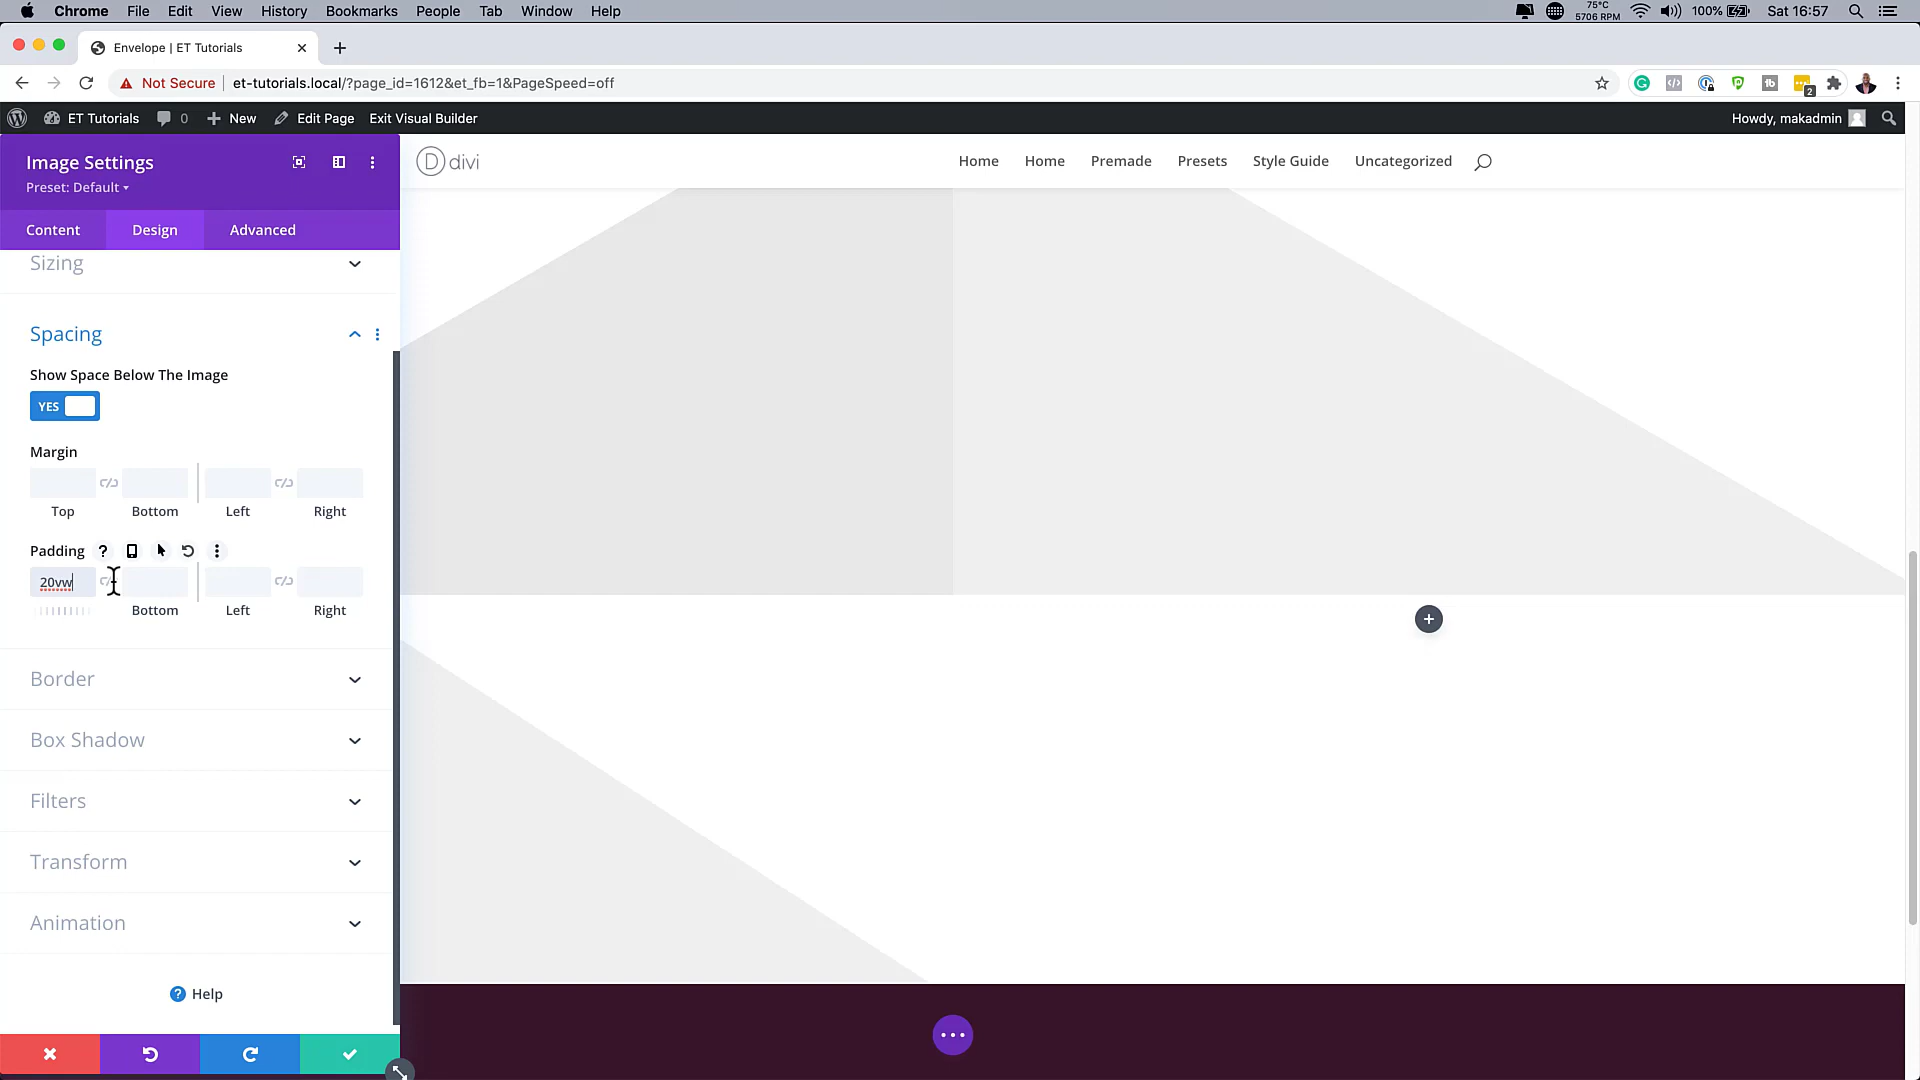 Chrome File Edit View History Bookmarks People Tab Window Help
75°C
5706 RPM
100%
Sat 16:57
Envelope | ET Tutorials
Not Secure
et-tutorials.local/?page_id=1612&et_fb=1&PageSpeed=off
2
ET Tutorials 0 New Edit Page Exit Visual Builder
Howdy, makadmin
Image Settings
Preset: Default
D divi
Home Home Premade Presets Style Guide Uncategorized
Content Design Advanced
Sizing
Spacing
Show Space Below The Image
YES
Margin
Top Bottom Left Right
Padding ?
20vw
Bottom Left Right
Border
Box Shadow
Filters
Transform
Animation
? Help